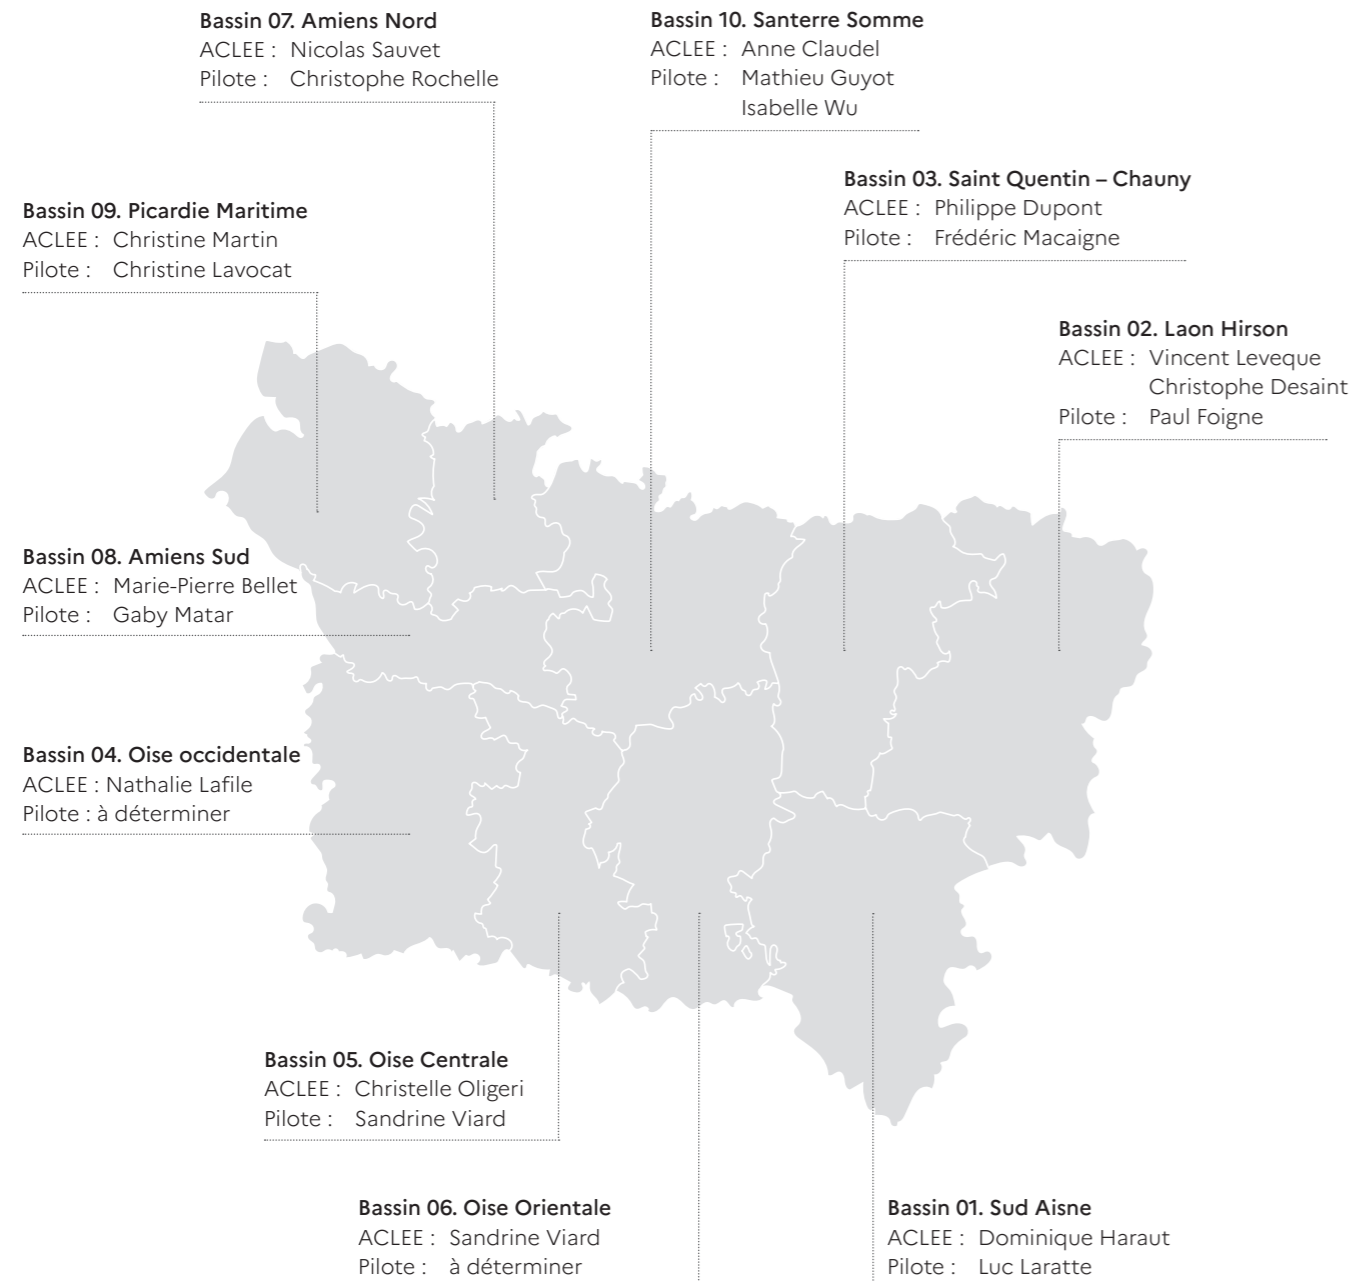 Bassin 07. Amiens Nord
ACLEE : Nicolas Sauvet
Pilote : Christophe Rochelle
Bassin 10. Santerre Somme
ACLEE : Anne Claudel
Pilote : Mathieu Guyot
Isabelle Wu
Bassin 03. Saint Quentin – Chauny
ACLEE : Philippe Dupont
Pilote : Frédéric Macaigne
Bassin 09. Picardie Maritime
ACLEE : Christine Martin
Pilote : Christine Lavocat
Bassin 02. Laon Hirson
ACLEE : Vincent Leveque
Christophe Desaint
Pilote : Paul Foigne
Bassin 08. Amiens Sud
ACLEE : Marie-Pierre Bellet
Pilote : Gaby Matar
Bassin 04. Oise occidentale
ACLEE : Nathalie Lafile
Pilote : à déterminer
Bassin 05. Oise Centrale
ACLEE : Christelle Oligeri
Pilote : Sandrine Viard
Bassin 06. Oise Orientale
ACLEE : Sandrine Viard
Pilote : à déterminer
Bassin 01. Sud Aisne
ACLEE : Dominique Haraut
Pilote : Luc Laratte